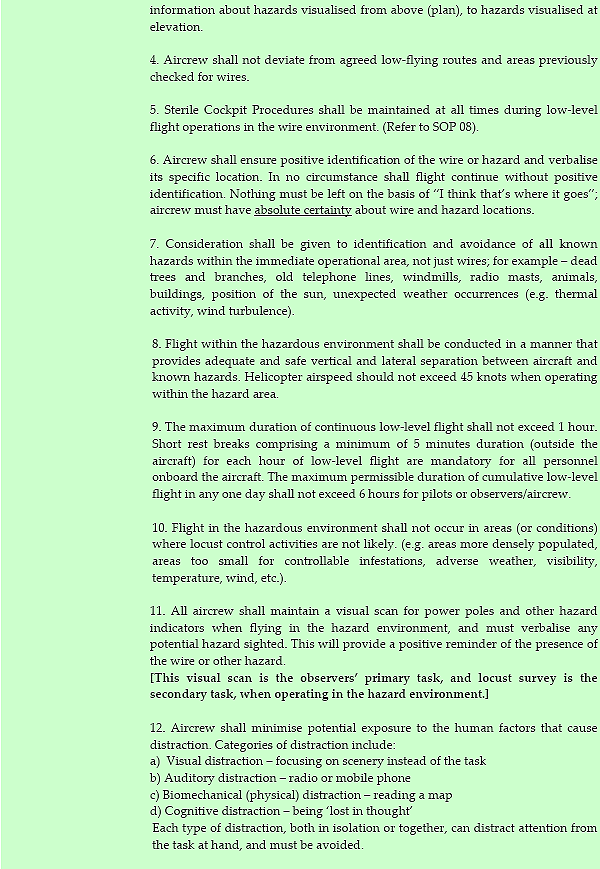 information about hazards visualised from above (plan), to hazards visualised at
elevation.
4. Aircrew shall not deviate from agreed low-flying routes and areas previously
checked for wires.
5. Sterile Cockpit Procedures shall be maintained at all times during low-level
flight operations in the wire environment. (Refer to SOP 08).
6. Aircrew shall ensure positive identification of the wire or hazard and verbalise
its specific location. In no circumstance shall flight continue without positive
identification. Nothing must be left on the basis of “I think that’s where it goes”;
aircrew must have absolute certainty about wire and hazard locations.
7. Consideration shall be given to identification and avoidance of all known
hazards within the immediate operational area, not just wires; for example – dead
trees and branches, old telephone lines, windmills, radio masts, animals,
buildings, position of the sun, unexpected weather occurrences (e.g. thermal
activity, wind turbulence).
8. Flight within the hazardous environment shall be conducted in a manner that
provides adequate and safe vertical and lateral separation between aircraft and
known hazards. Helicopter airspeed should not exceed 45 knots when operating
within the hazard area.
9. The maximum duration of continuous low-level flight shall not exceed 1 hour.
Short rest breaks comprising a minimum of 5 minutes duration (outside the
aircraft) for each hour of low-level flight are mandatory for all personnel
onboard the aircraft. The maximum permissible duration of cumulative low-level
flight in any one day shall not exceed 6 hours for pilots or observers/aircrew.
10. Flight in the hazardous environment shall not occur in areas (or conditions)
where locust control activities are not likely. (e.g. areas more densely populated,
areas too small for controllable infestations, adverse weather, visibility,
temperature, wind, etc.).
11. All aircrew shall maintain a visual scan for power poles and other hazard
indicators when flying in the hazard environment, and must verbalise any
potential hazard sighted. This will provide a positive reminder of the presence of
the wire or other hazard.
[This visual scan is the observers’ primary task, and locust survey is the
secondary task, when operating in the hazard environment.]
12. Aircrew shall minimise potential exposure to the human factors that cause
distraction. Categories of distraction include:
a) Visual distraction – focusing on scenery instead of the task
b) Auditory distraction – radio or mobile phone
c) Biomechanical (physical) distraction – reading a map
d) Cognitive distraction – being ‘lost in thought’
Each type of distraction, both in isolation or together, can distract attention from
the task at hand, and must be avoided.